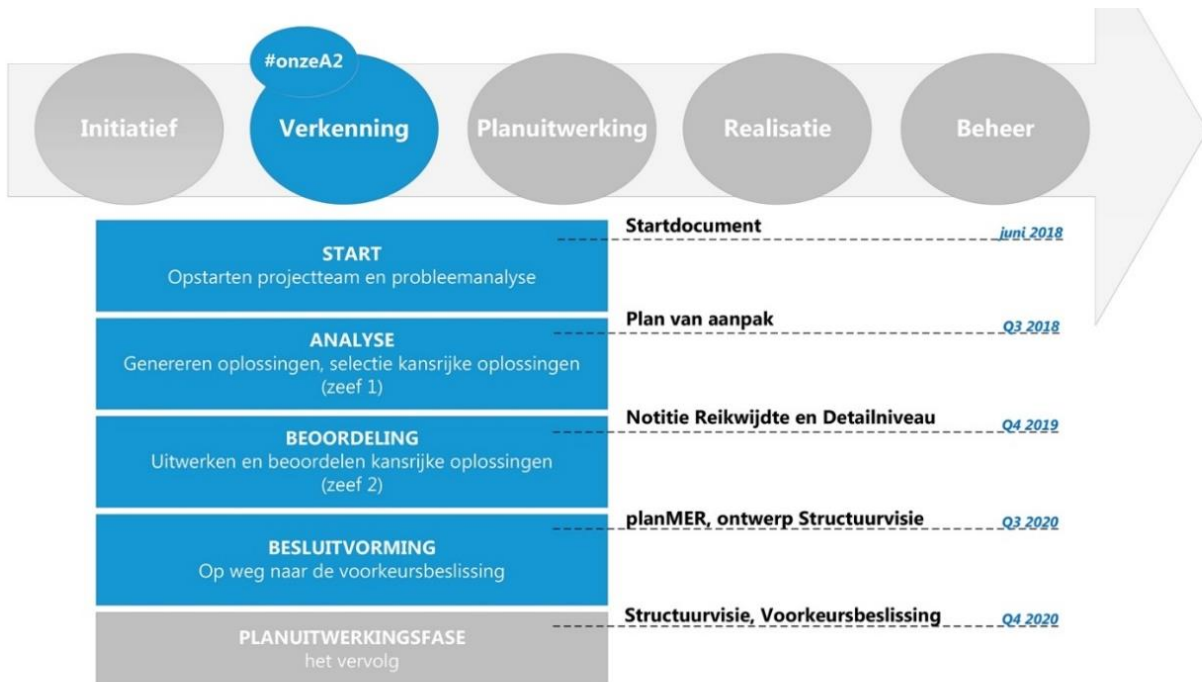 #onzeA2
Initiatief
Verkenning
Planuitwerking
Realisatie
Beheer
START
Opstarten projectteam en probleemanalyse
Startdocument
juni 2018
ANALYSE
Genereren oplossingen, selectie kansrijke oplossingen
(zeef 1)
Plan van aanpak
Q3 2018
BEOORDELING
Uitwerken en beoordelen kansrijke oplossingen
(zeef 2)
Notitie Reikwijdte en Detailniveau
Q4 2019
BESLUITVORMING
Op weg naar de voorkeursbeslissing
planMER, ontwerp Structuurvisie
Q3 2020
PLANUITWERKINGSFASE
het vervolg
Structuurvisie, Voorkeursbeslissing
Q4 2020